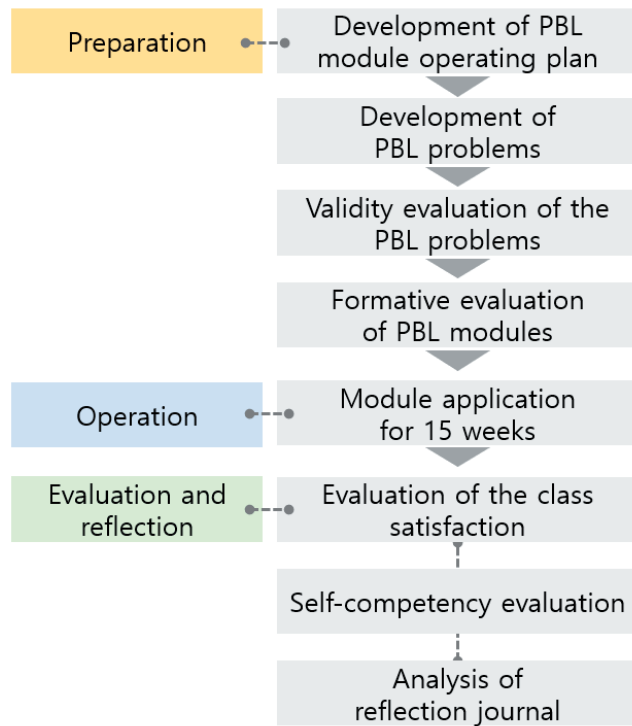 Preparation
Development of PBL
module operating plan
Development of
PBL problems
Validity evaluation of the
PBL problems
Formative evaluation
of PBL modules
Operation
Module application
for 15 weeks
Evaluation and
reflection
Evaluation of the class
satisfaction
Self-competency evaluation
Analysis of
reflection journal